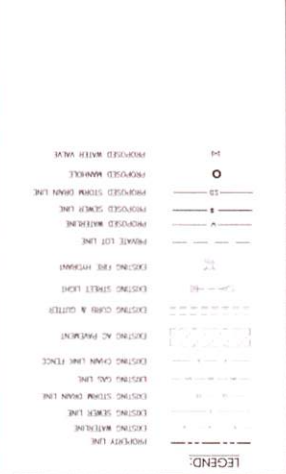 LEGEND:
PROPERTY LINE
EXISTING WATERLINE
EXISTING SEWER LINE
EXISTING STORM DRAIN LINE
EXISTING GAS LINE
EXISTING CHAIN LINK FENCE
EXISTING AC PAVEMENT
EXISTING CURB & GUTTER
EXISTING STREET LIGHT
EXISTING FIRE HYDRANT
PRIVATE LOT LINE
PROPOSED WATERLINE
PROPOSED SEWER LINE
PROPOSED STORM DRAIN LINE
PROPOSED MANHOLE
PROPOSED WATER VALVE